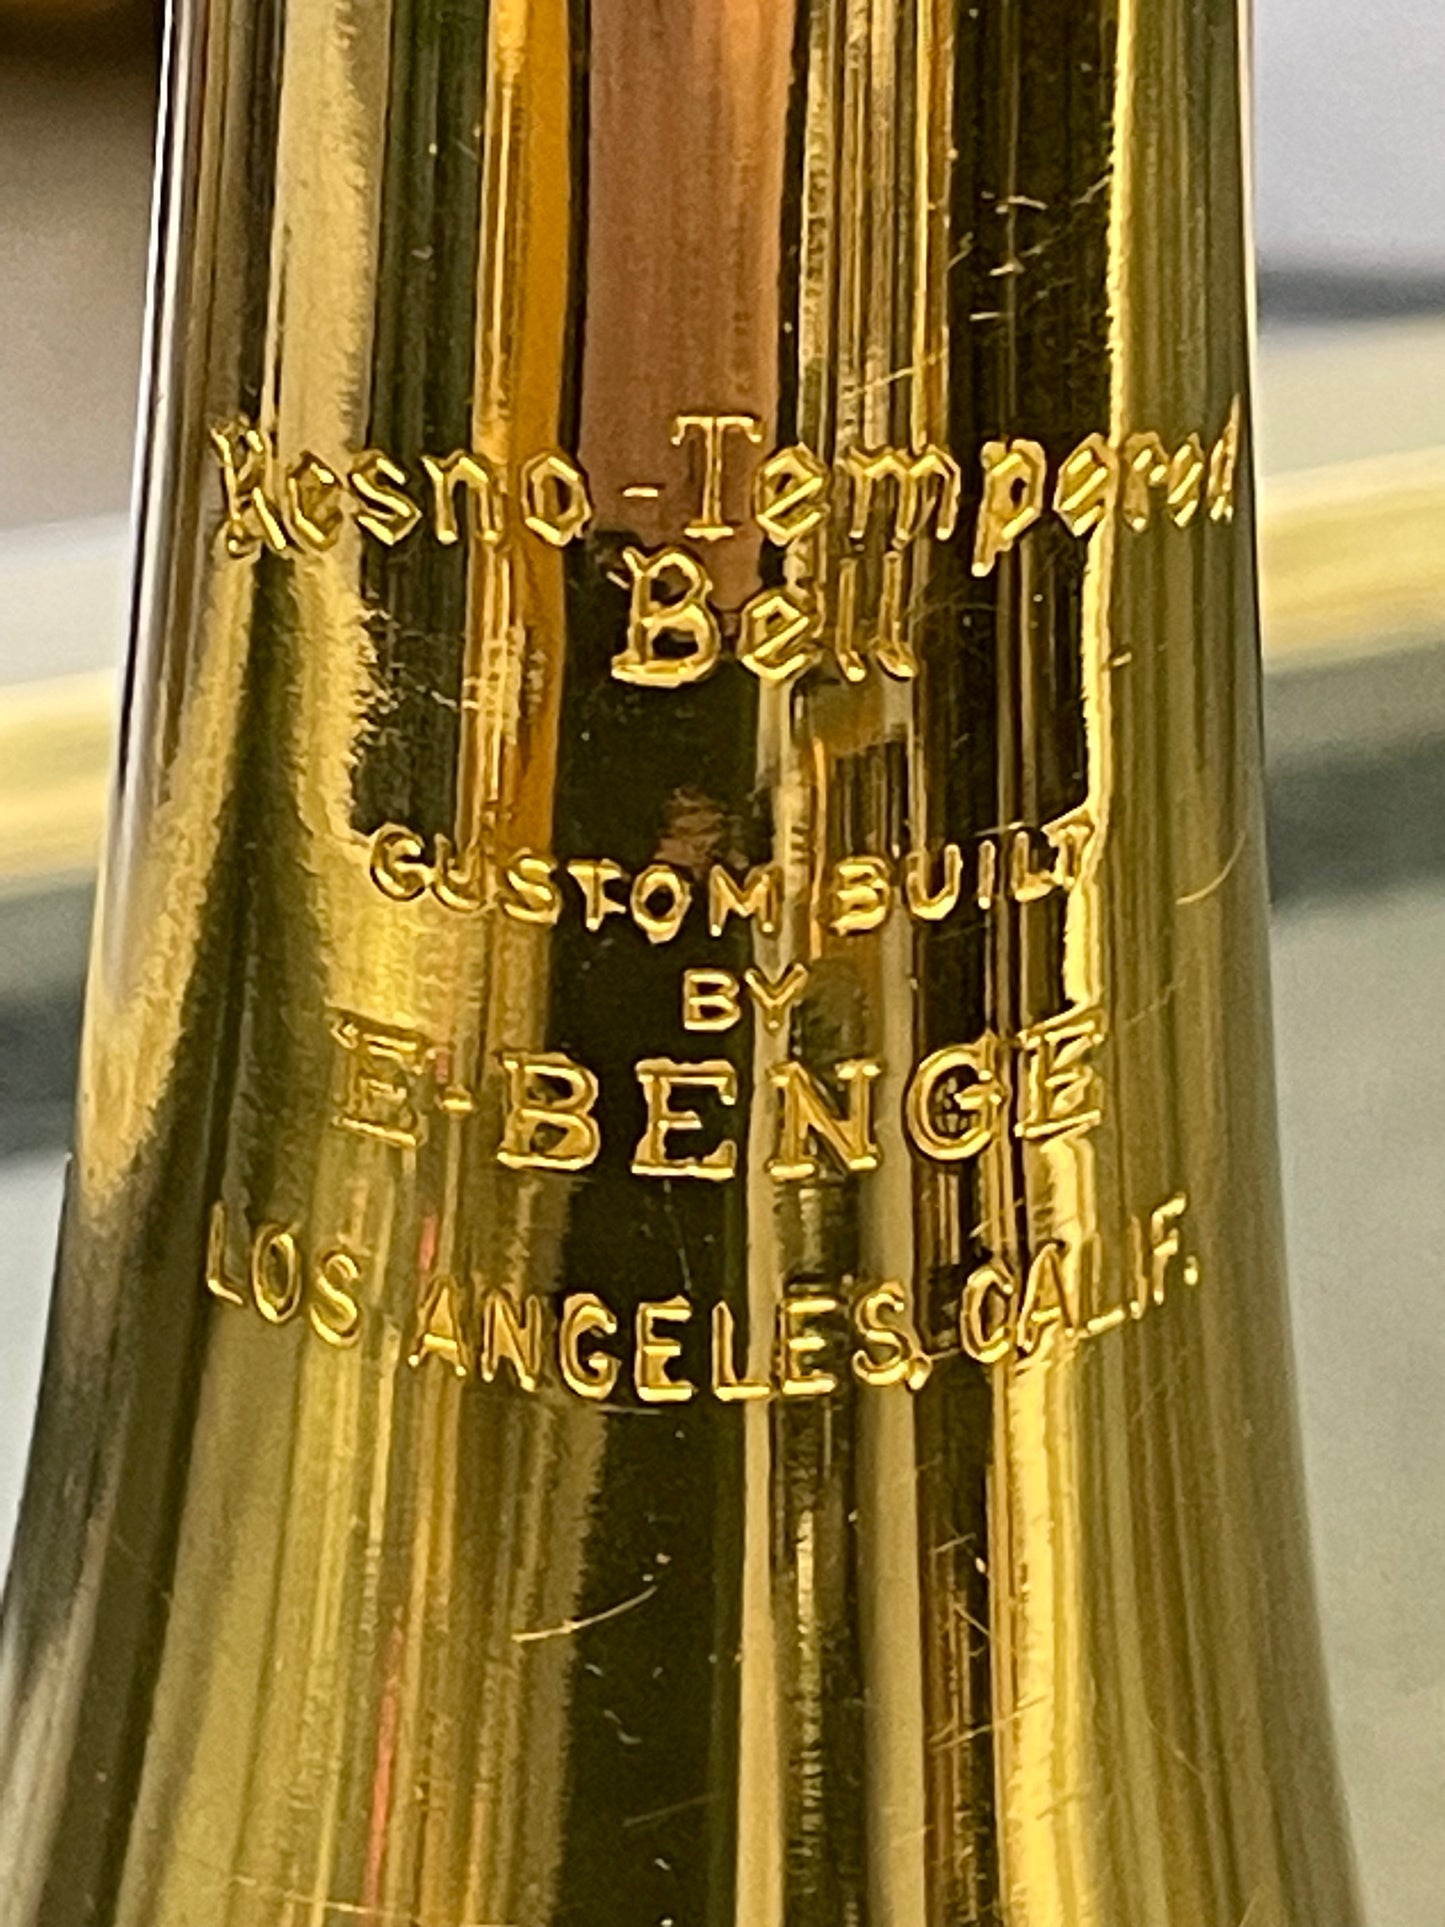 Resno-Tempered
Bell
CUSTOM BUILT
BY
E·BENGE
LOS ANGELES, CALIF.